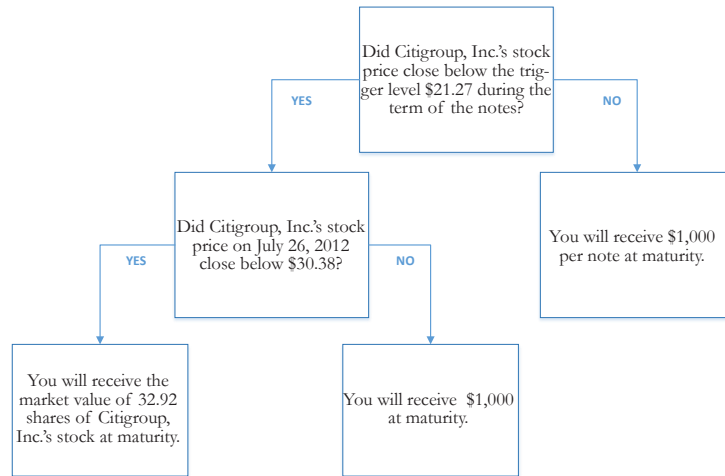 Did Citigroup, Inc.'s stock
price close below the trig-
ger level $21.27 during the
term of the notes?
YES
NO
Did Citigroup, Inc.'s stock
price on July 26, 2012
close below $30.38?
You will receive $1,000
per note at maturity.
YES
NO
You will receive the
market value of 32.92
shares of Citigroup,
Inc.'s stock at maturity.
You will receive $1,000
at maturity.